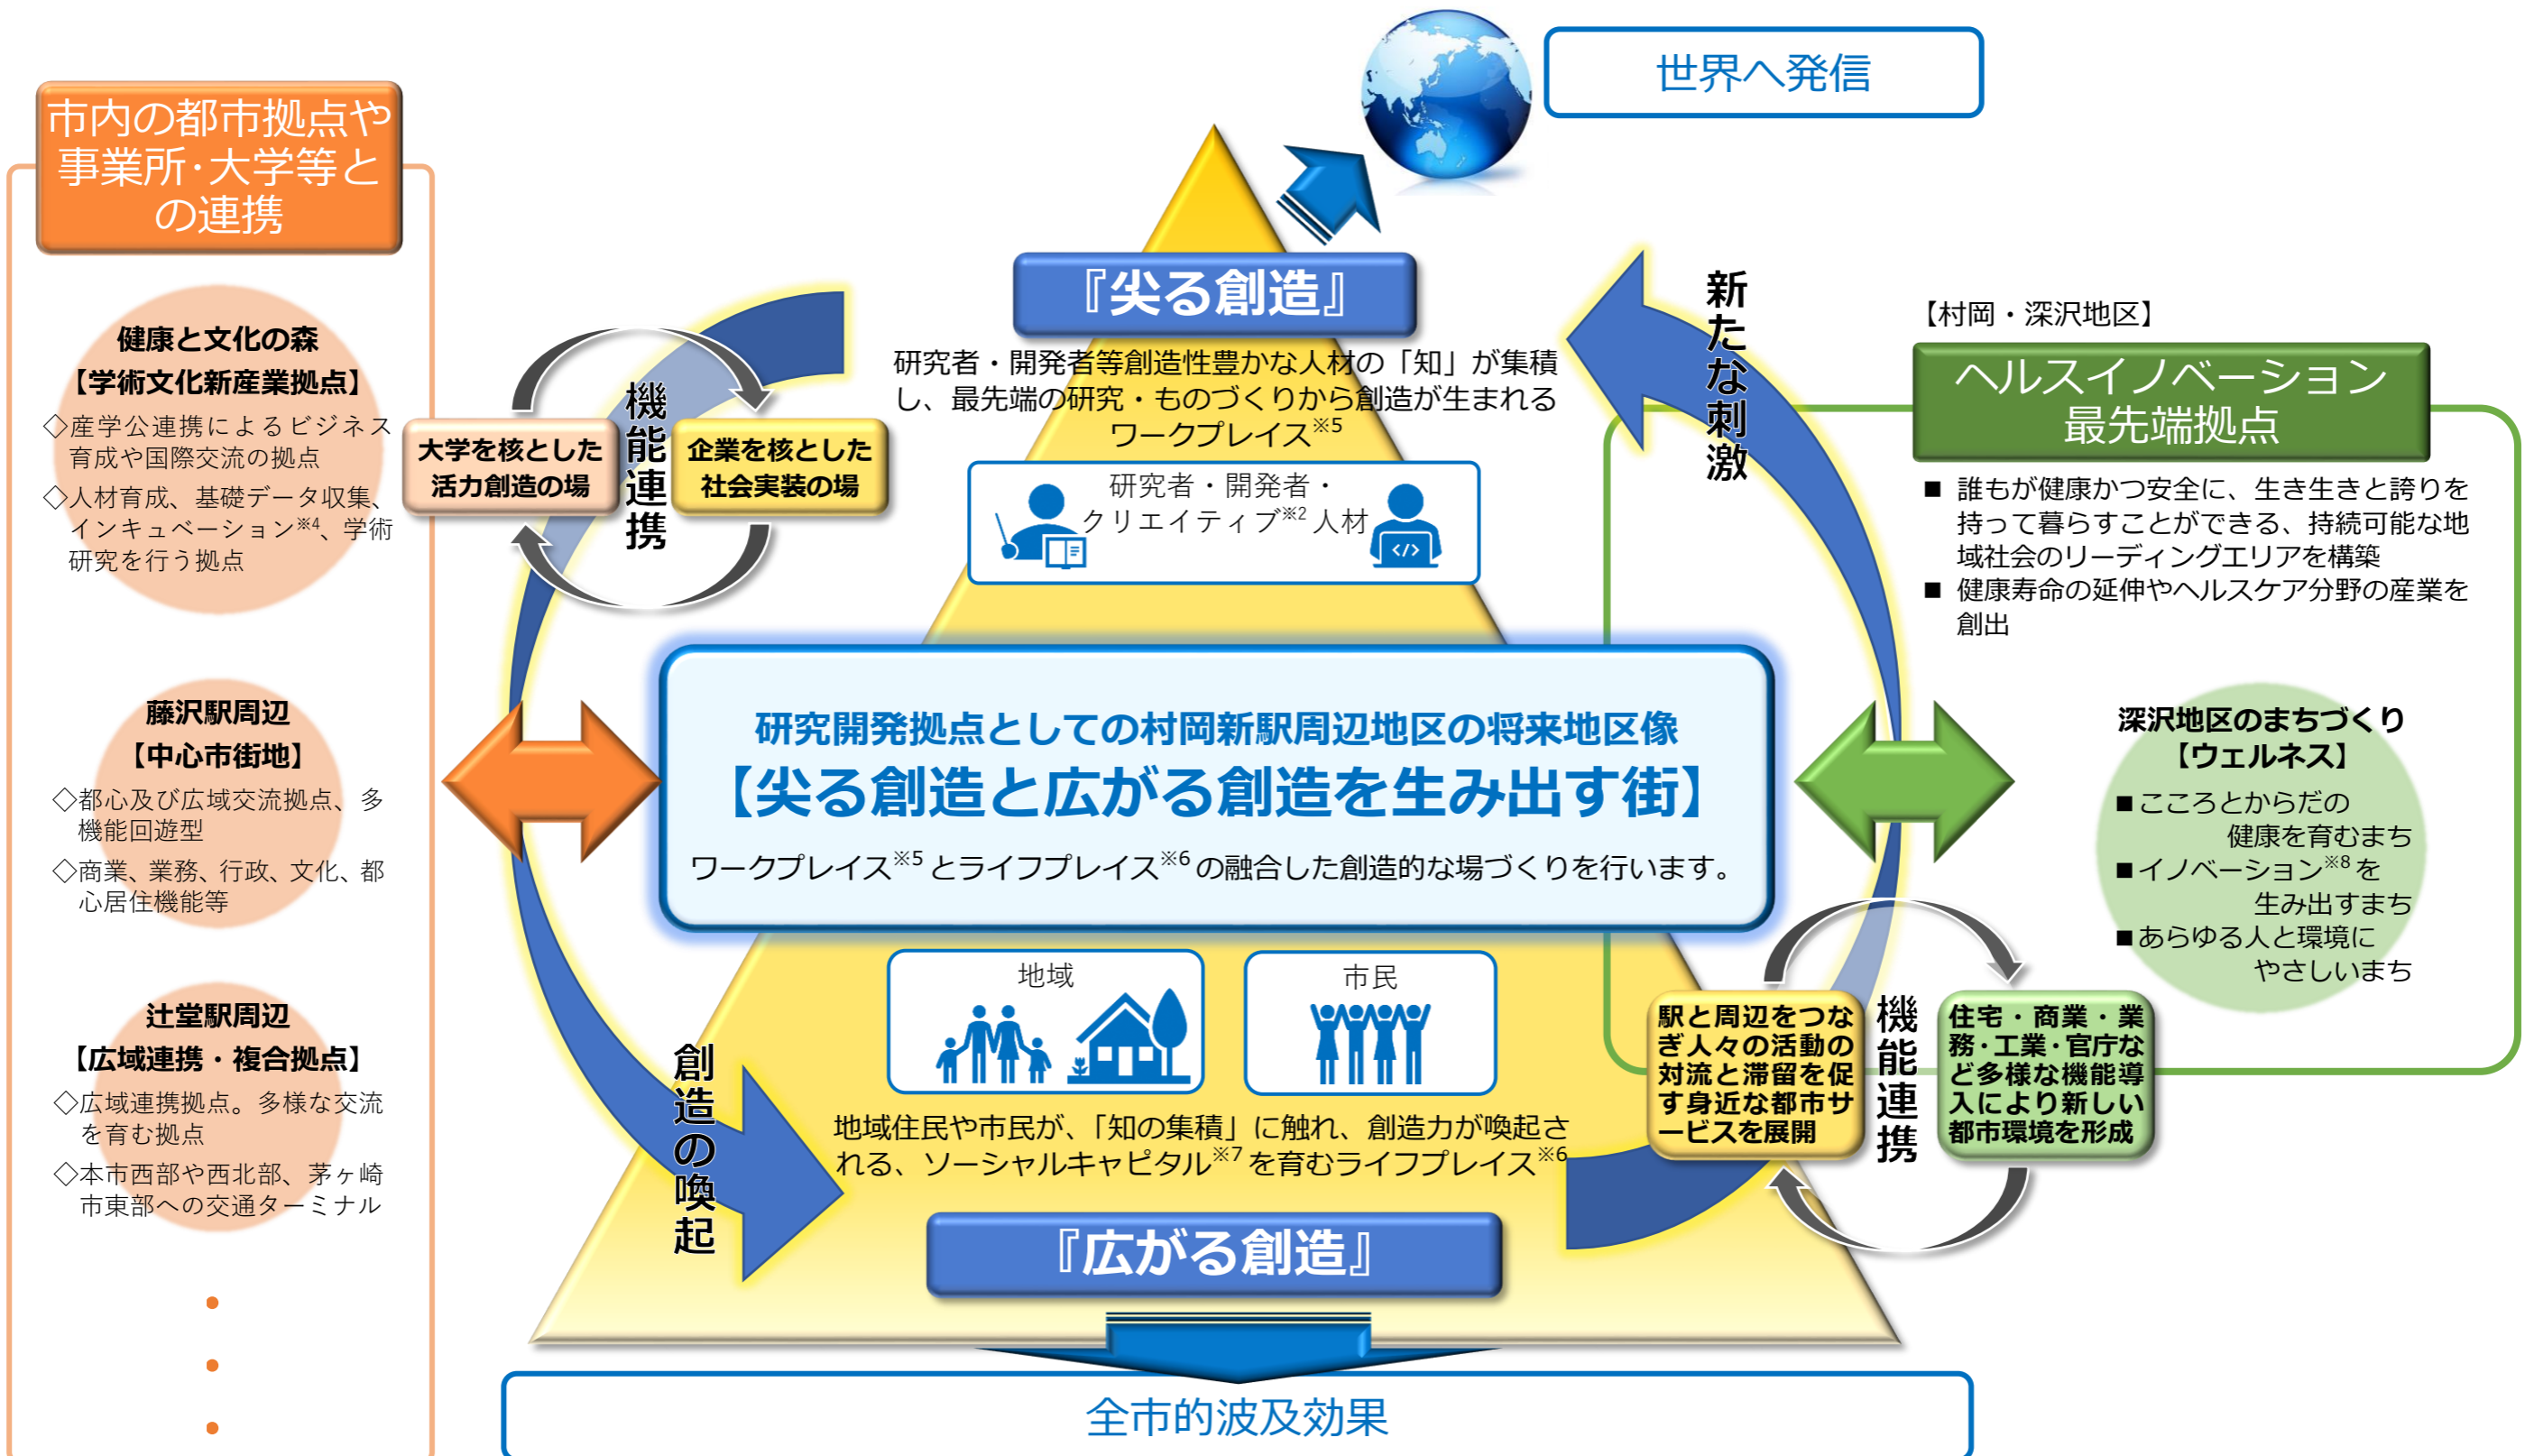 世界へ発信
市内の都市拠点や
事業所・大学等と
の連携
健康と文化の森
【学術文化新産業拠点】
◇産学公連携によるビジネス
育成や国際交流の拠点
◇人材育成、基礎データ収集、
インキュベーション※4、学術
研究を行う拠点
藤沢駅周辺
【中心市街地】
◇都心及び広域交流拠点、多
機能回遊型
◇商業、業務、行政、文化、都
心居住機能等
辻堂駅周辺
【広域連携・複合拠点】
◇広域連携拠点。多様な交流
を育む拠点
◇本市西部や西北部、茅ヶ崎
市東部への交通ターミナル
大学を核とした
活力創造の場
機能連携
企業を核とした
社会実装の場
『尖る創造』
研究者・開発者等創造性豊かな人材の「知」が集積
し、最先端の研究・ものづくりから創造が生まれる
ワークプレイス※5
研究者・開発者・
クリエイティブ※2 人材
</>
新たな刺激
研究開発拠点としての村岡新駅周辺地区の将来地区像
【尖る創造と広がる創造を生み出す街】
ワークプレイス※5 とライフプレイス※6 の融合した創造的な場づくりを行います。
地域
市民
創造の喚起
地域住民や市民が、「知の集積」に触れ、創造力が喚起さ
れる、ソーシャルキャピタル※7 を育むライフプレイス※6
『広がる創造』
全市的波及効果
【村岡・深沢地区】
ヘルスイノベーション
最先端拠点
■ 誰もが健康かつ安全に、生き生きと誇りを
持って暮らすことができる、持続可能な地
域社会のリーディングエリアを構築
■ 健康寿命の延伸やヘルスケア分野の産業を
創出
深沢地区のまちづくり
【ウェルネス】
■こころとからだの
健康を育むまち
■イノベーション※8 を
生み出すまち
■あらゆる人と環境に
やさしいまち
駅と周辺をつな
ぎ人々の活動の
対流と滞留を促
す身近な都市サ
ービスを展開
機能連携
住宅・商業・業
務・工業・官庁な
ど多様な機能導
入により新しい
都市環境を形成